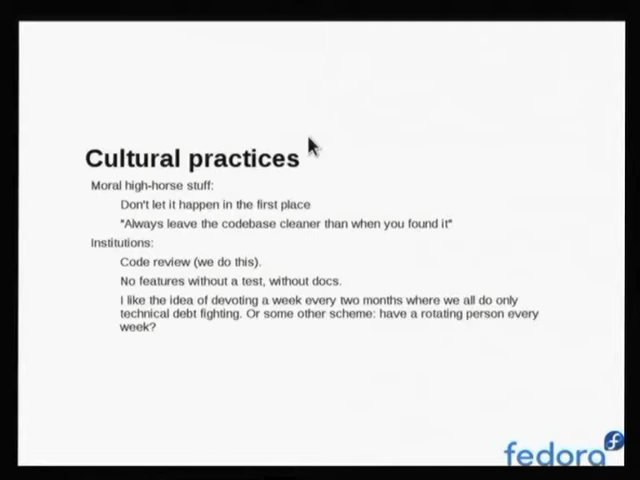 Cultural practices
Moral high-horse stuff:
Don't let it happen in the first place
"Always leave the codebase cleaner than when you found it"
Institutions:
Code review (we do this).
No features without a test, without docs.
I like the idea of devoting a week every two months where we all do only
technical debt fighting. Or some other scheme: have a rotating person every
week?
fedora